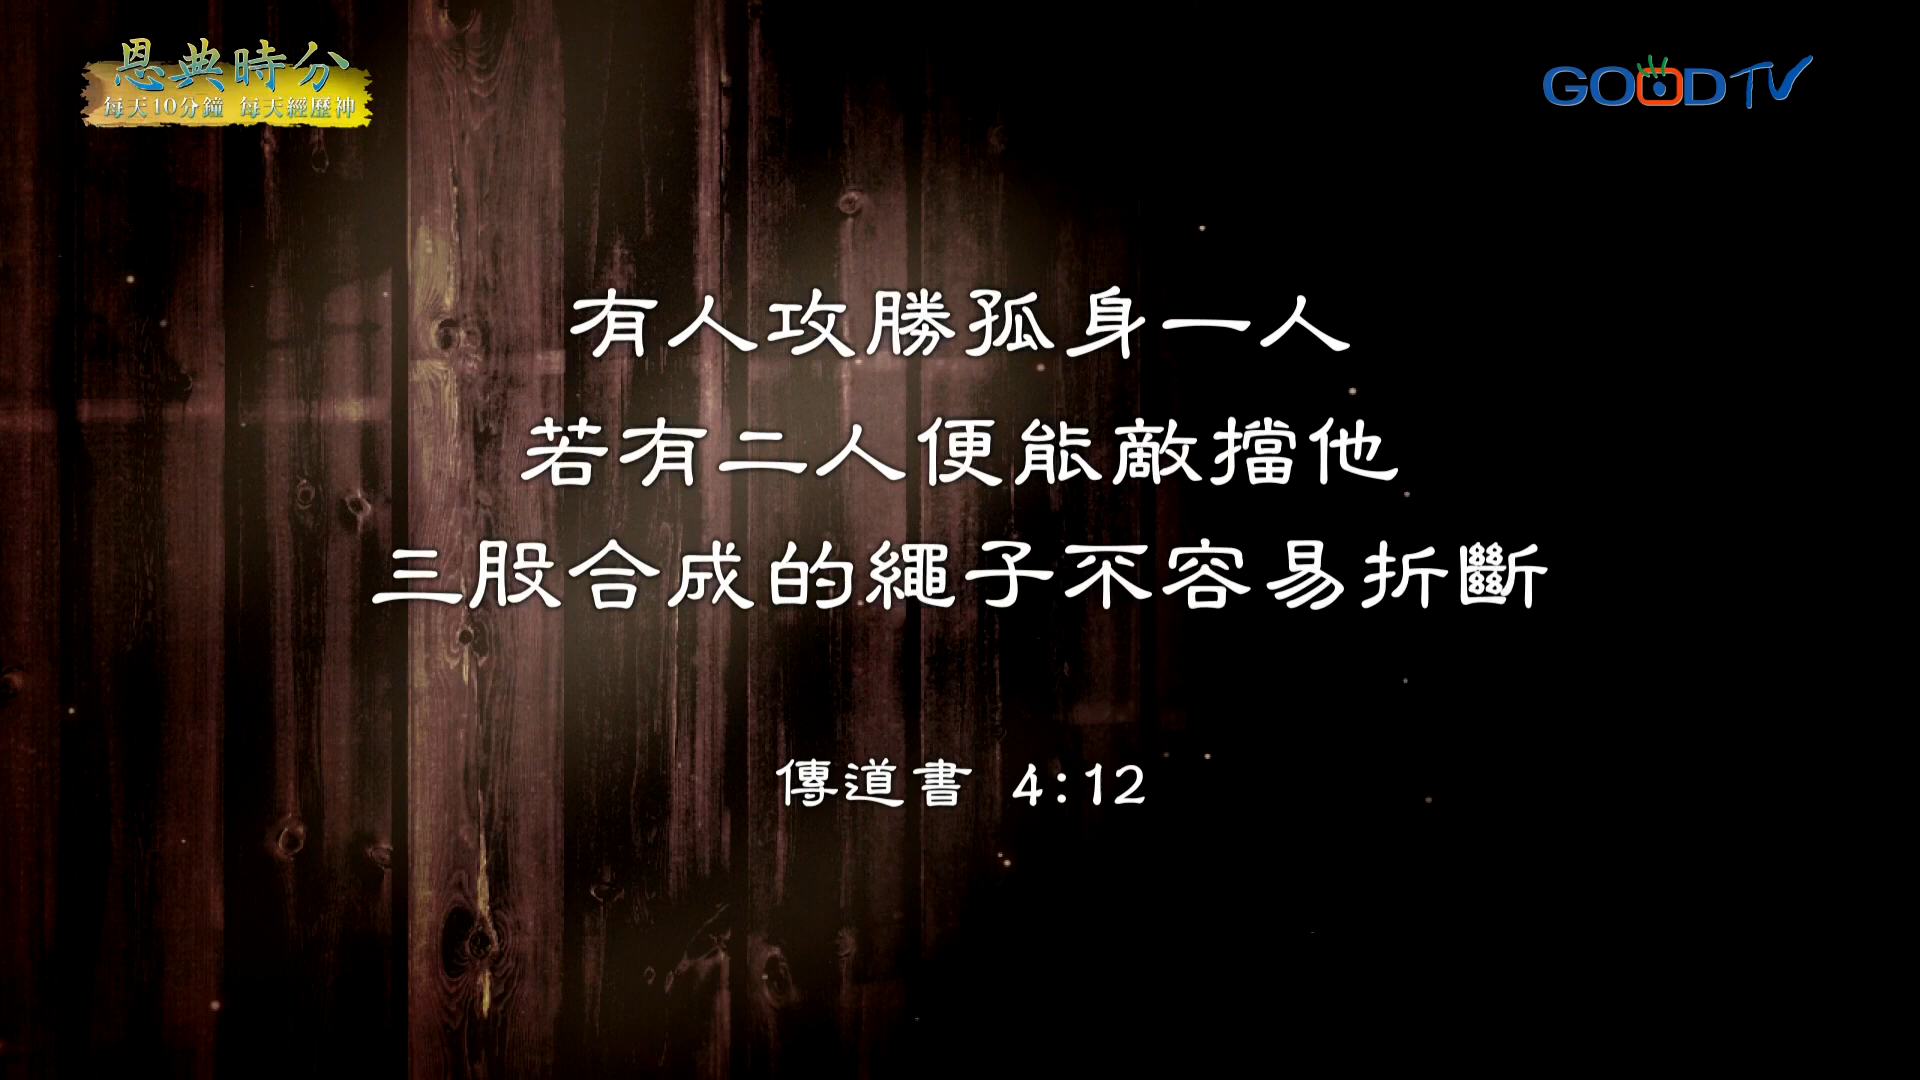 恩典時分
每天10分鐘 每天經歷神
GOODTV
有人攻勝孤身一人
若有二人便能敵擋他
三股合成的繩子不容易折斷
傳道書 4:12